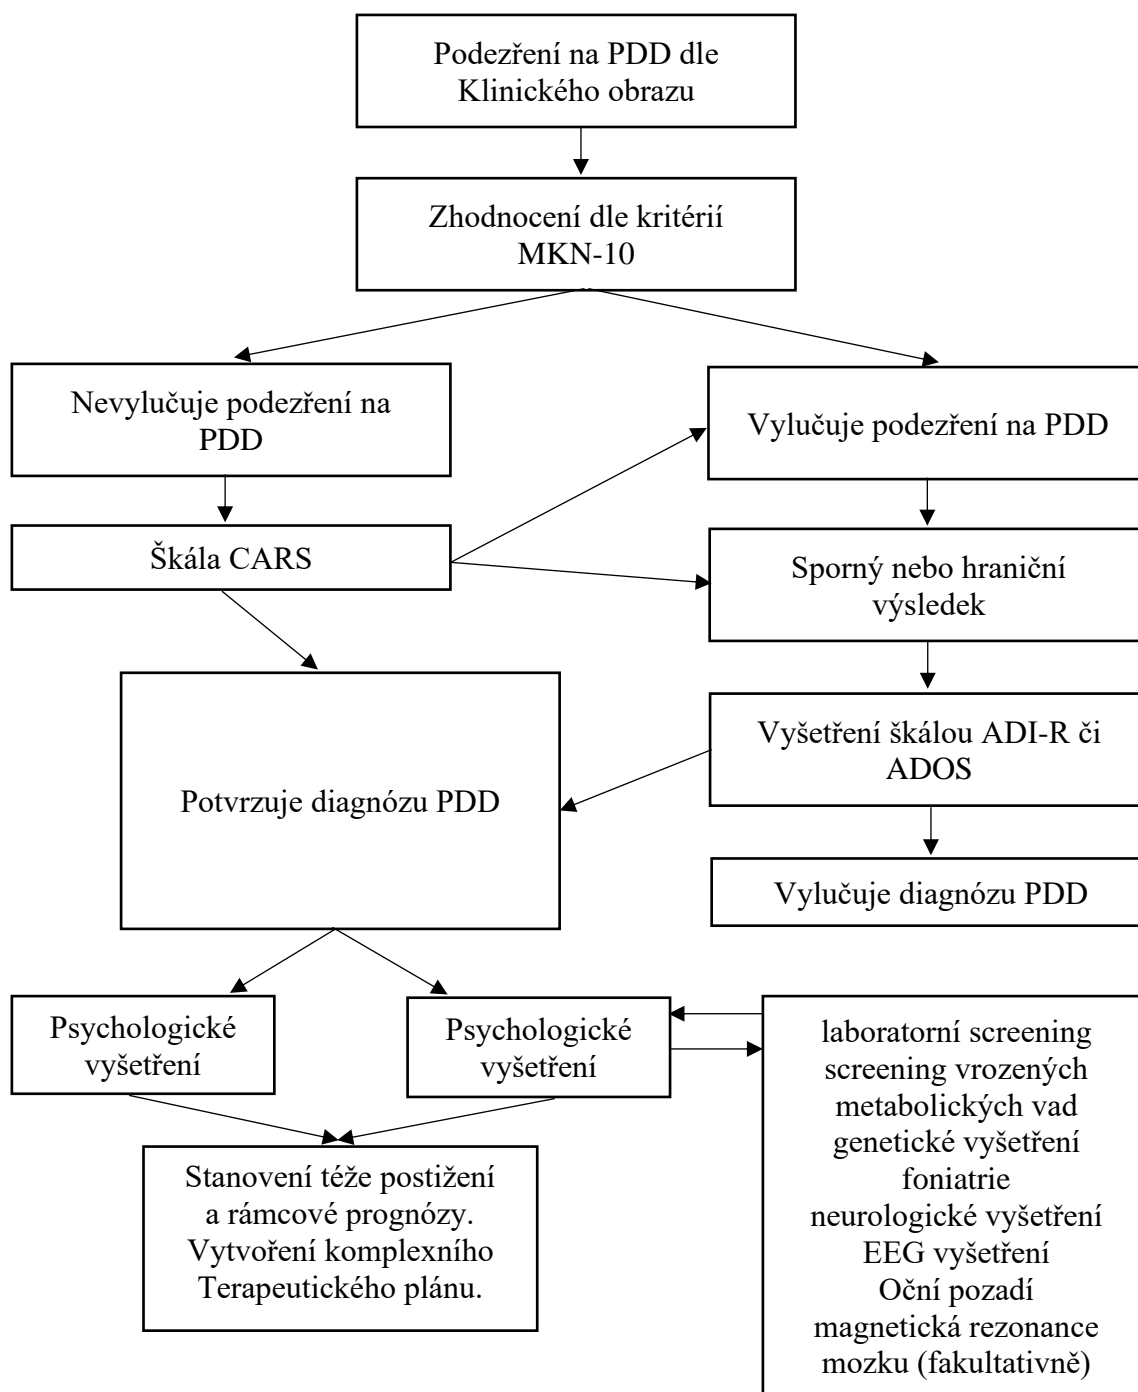 Podezření na PDD dle
Klinického obrazu
Zhodnocení dle kritérií
MKN-10
Nevylučuje podezření na
PDD
Vylučuje podezření na PDD
Škála CARS
Sporný nebo hraniční
výsledek
Potvrzuje diagnózu PDD
Vyšetření škálou ADI-R či
ADOS
Vylučuje diagnózu PDD
Psychologické
vyšetření
Psychologické
vyšetření
laboratorní screening
screening vrozených
metabolických vad
genetické vyšetření
foniatrie
neurologické vyšetření
EEG vyšetření
Oční pozadí
magnetická rezonance
mozku (fakultativně)
Stanovení téže postižení
a rámcové prognózy.
Vytvoření komplexního
Terapeutického plánu.